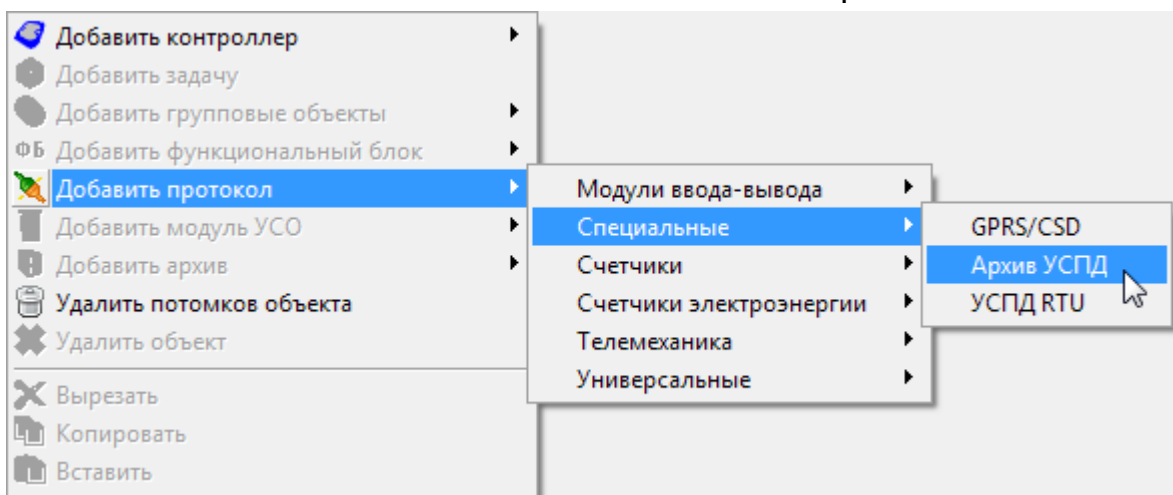 Добавить контроллер
Добавить задачу
Добавить групповые объекты
ФБ Добавить функциональный блок
Добавить протокол
Добавить модуль УСО
Добавить архив
Удалить потомков объекта
Удалить объект
Вырезать
Копировать
Вставить
Модули ввода-вывода
Специальные
Счетчики
Счетчики электроэнергии
Телемеханика
Универсальные
GPRS/CSD
Архив УСПД
УСПД RTU